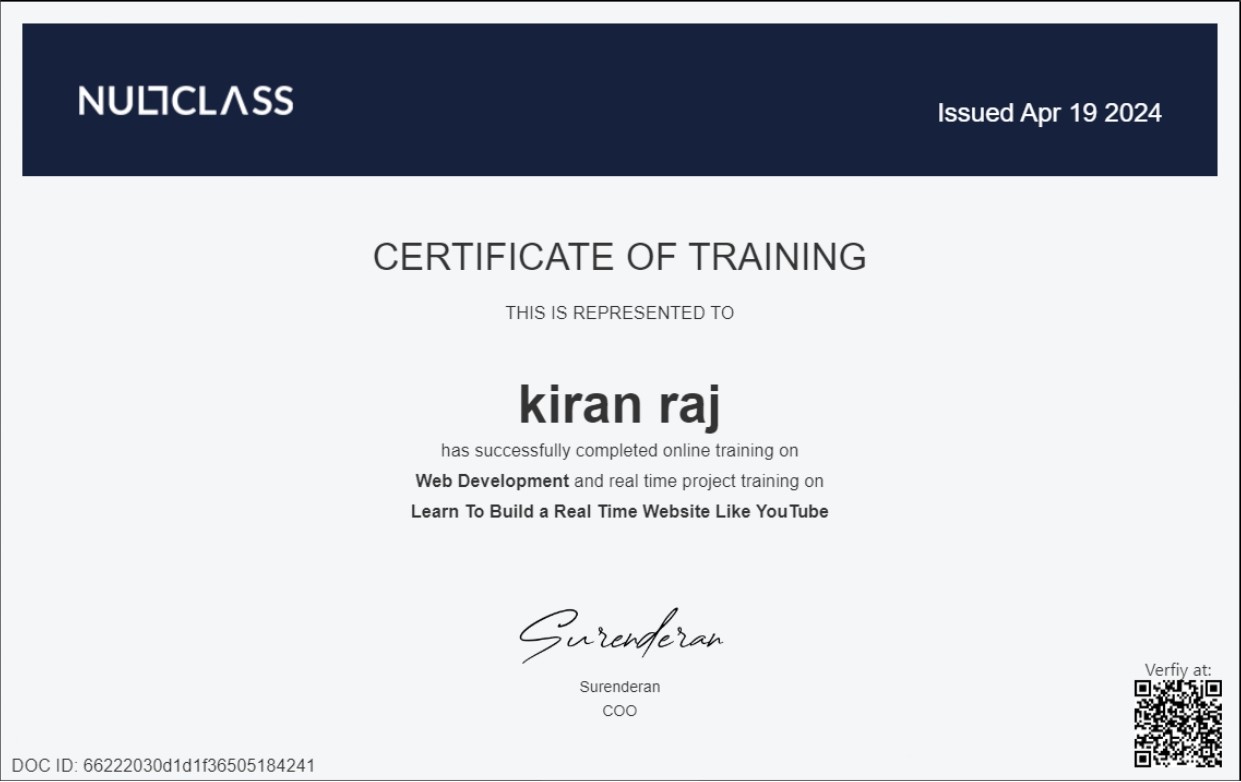 NULLCLASS
Issued Apr 19 2024
CERTIFICATE OF TRAINING
THIS IS REPRESENTED TO
kiran raj
has successfully completed online training on
Web Development and real time project training on
Learn To Build a Real Time Website Like YouTube
Surenderan
Surenderan
COO
Verfiy at:
DOC ID: 66222030d1d1f36505184241